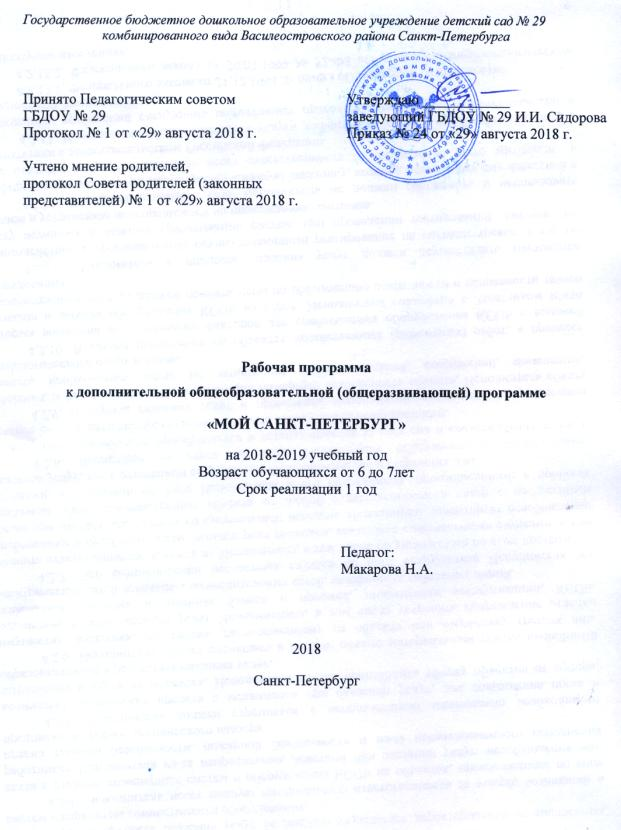 Государственное бюджетное дошкольное образовательное учреждение детский сад № 29
комбинированного вида Василеостровского района Санкт-Петербурга
Принято Педагогическим советом
ГБДОУ № 29
Протокол № 1 от «29» августа 2018 г.
Учтено мнение родителей,
протокол Совета родителей (законных
представителей) № 1 от «29» августа 2018 г.
Утверждаю
заведующий ГБДОУ № 29 И.И. Сидорова
Приказ № 24 от «29» августа 2018 г.
Рабочая программа
к дополнительной общеобразовательной (общеразвивающей) программе
«МОЙ САНКТ-ПЕТЕРБУРГ»
на 2018-2019 учебный год
Возраст обучающихся от 6 до 7лет
Срок реализации 1 год
Педагог:
Макарова Н.А.
2018
Санкт-Петербург